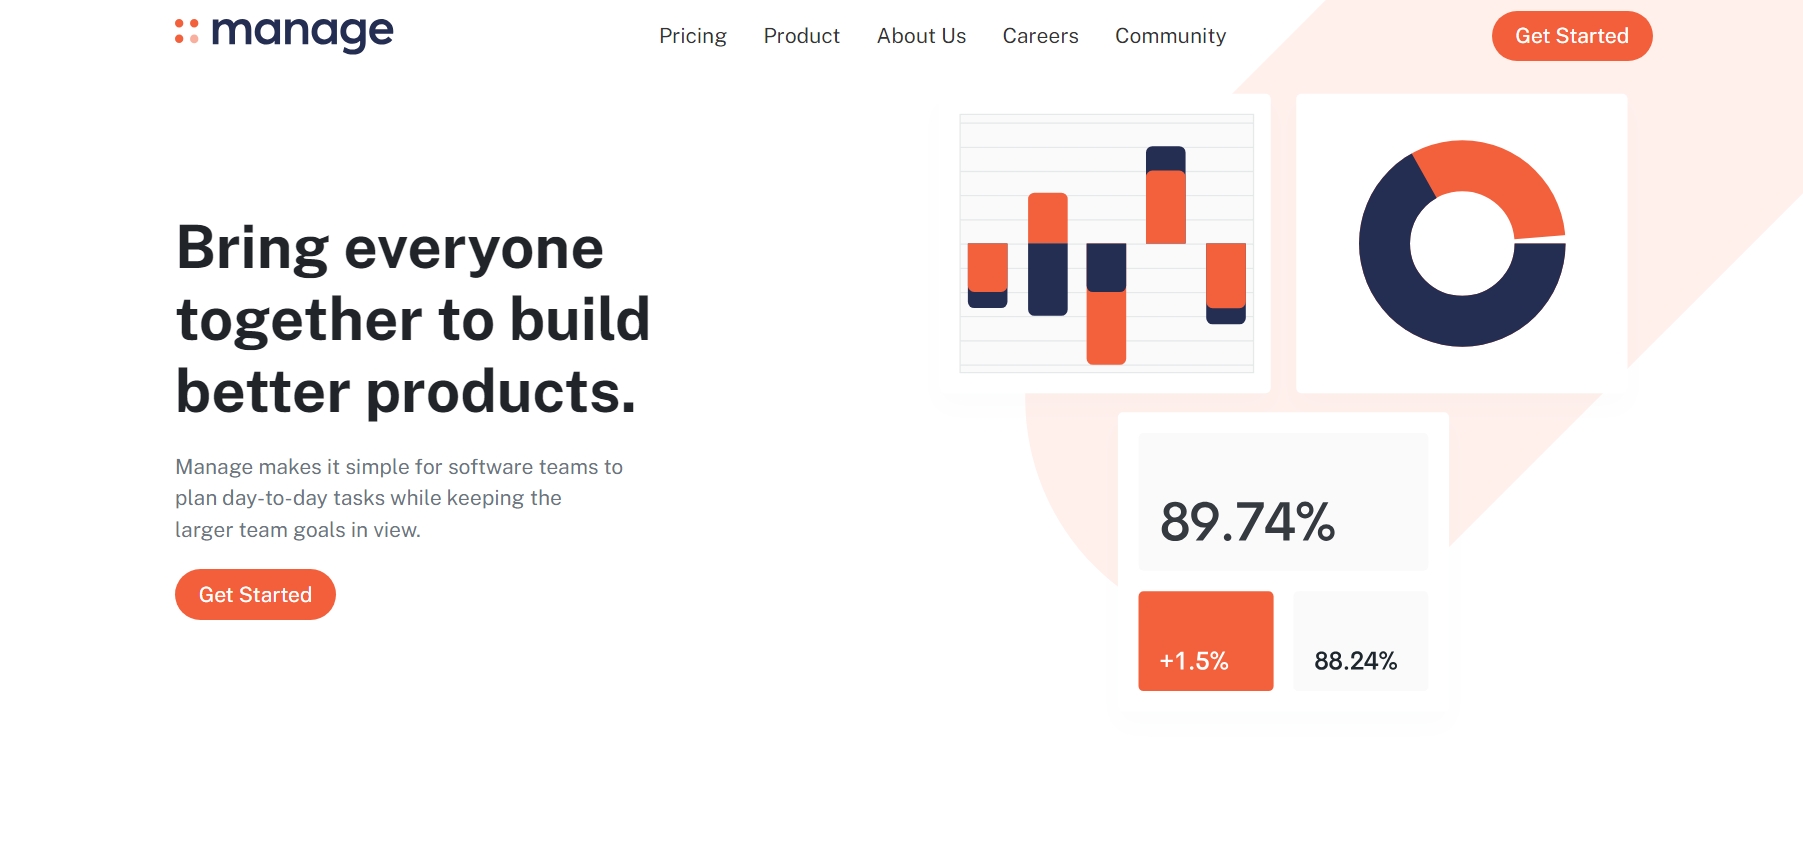 manage
Pricing Product About Us Careers Community Get Started
Bring everyone
together to build
better products.
Manage makes it simple for software teams to
plan day-to-day tasks while keeping the
larger team goals in view.
Get Started
89.74%
+1.5% 88.24%